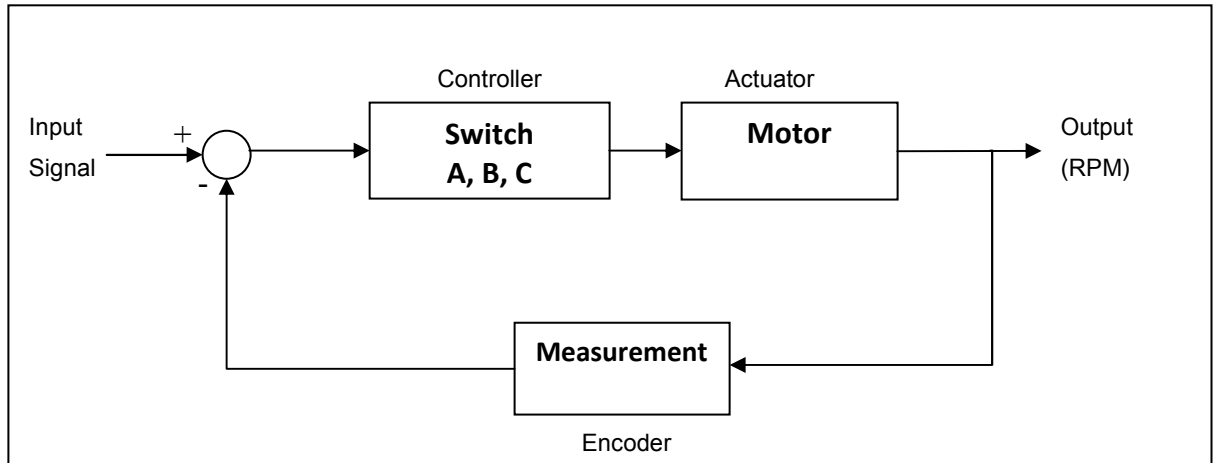 Controller
Actuator
Input
Signal
+
-
Switch
A, B, C
Motor
Output
(RPM)
Measurement
Encoder